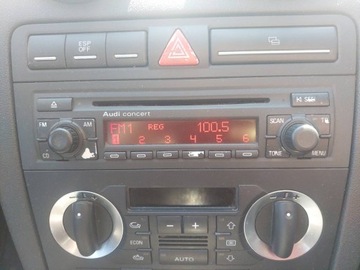 ESP OFF
Audi concert
FM AM
FM1 REG 100.5
1 2 3 4 5 6
SCAN
CD
TONE MENU
ECON
AUTO